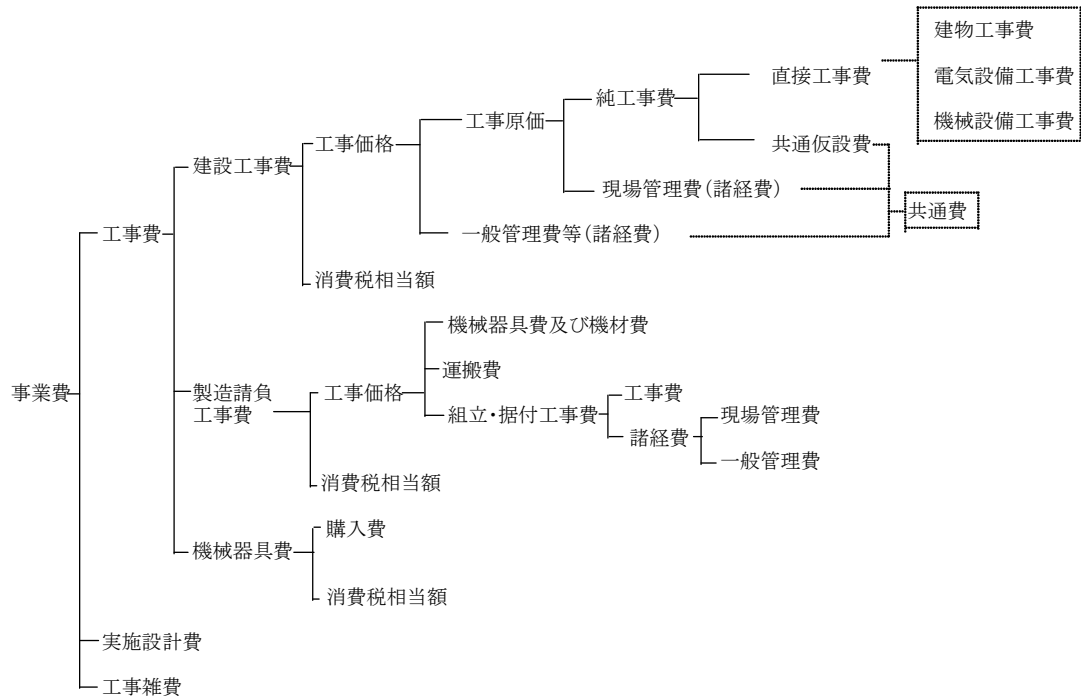 建物工事費
直接工事費
電気設備工事費
純工事費
工事原価
機械設備工事費
工事価格
共通仮設費
建設工事費
現場管理費(諸経費)
共通費
工事費
一般管理費等(諸経費)
消費税相当額
機械器具費及び機材費
運搬費
事業費
製造請負
工事費
工事価格
工事費
組立・据付工事費
現場管理費
諸経費
一般管理費
消費税相当額
購入費
機械器具費
消費税相当額
実施設計費
工事雑費